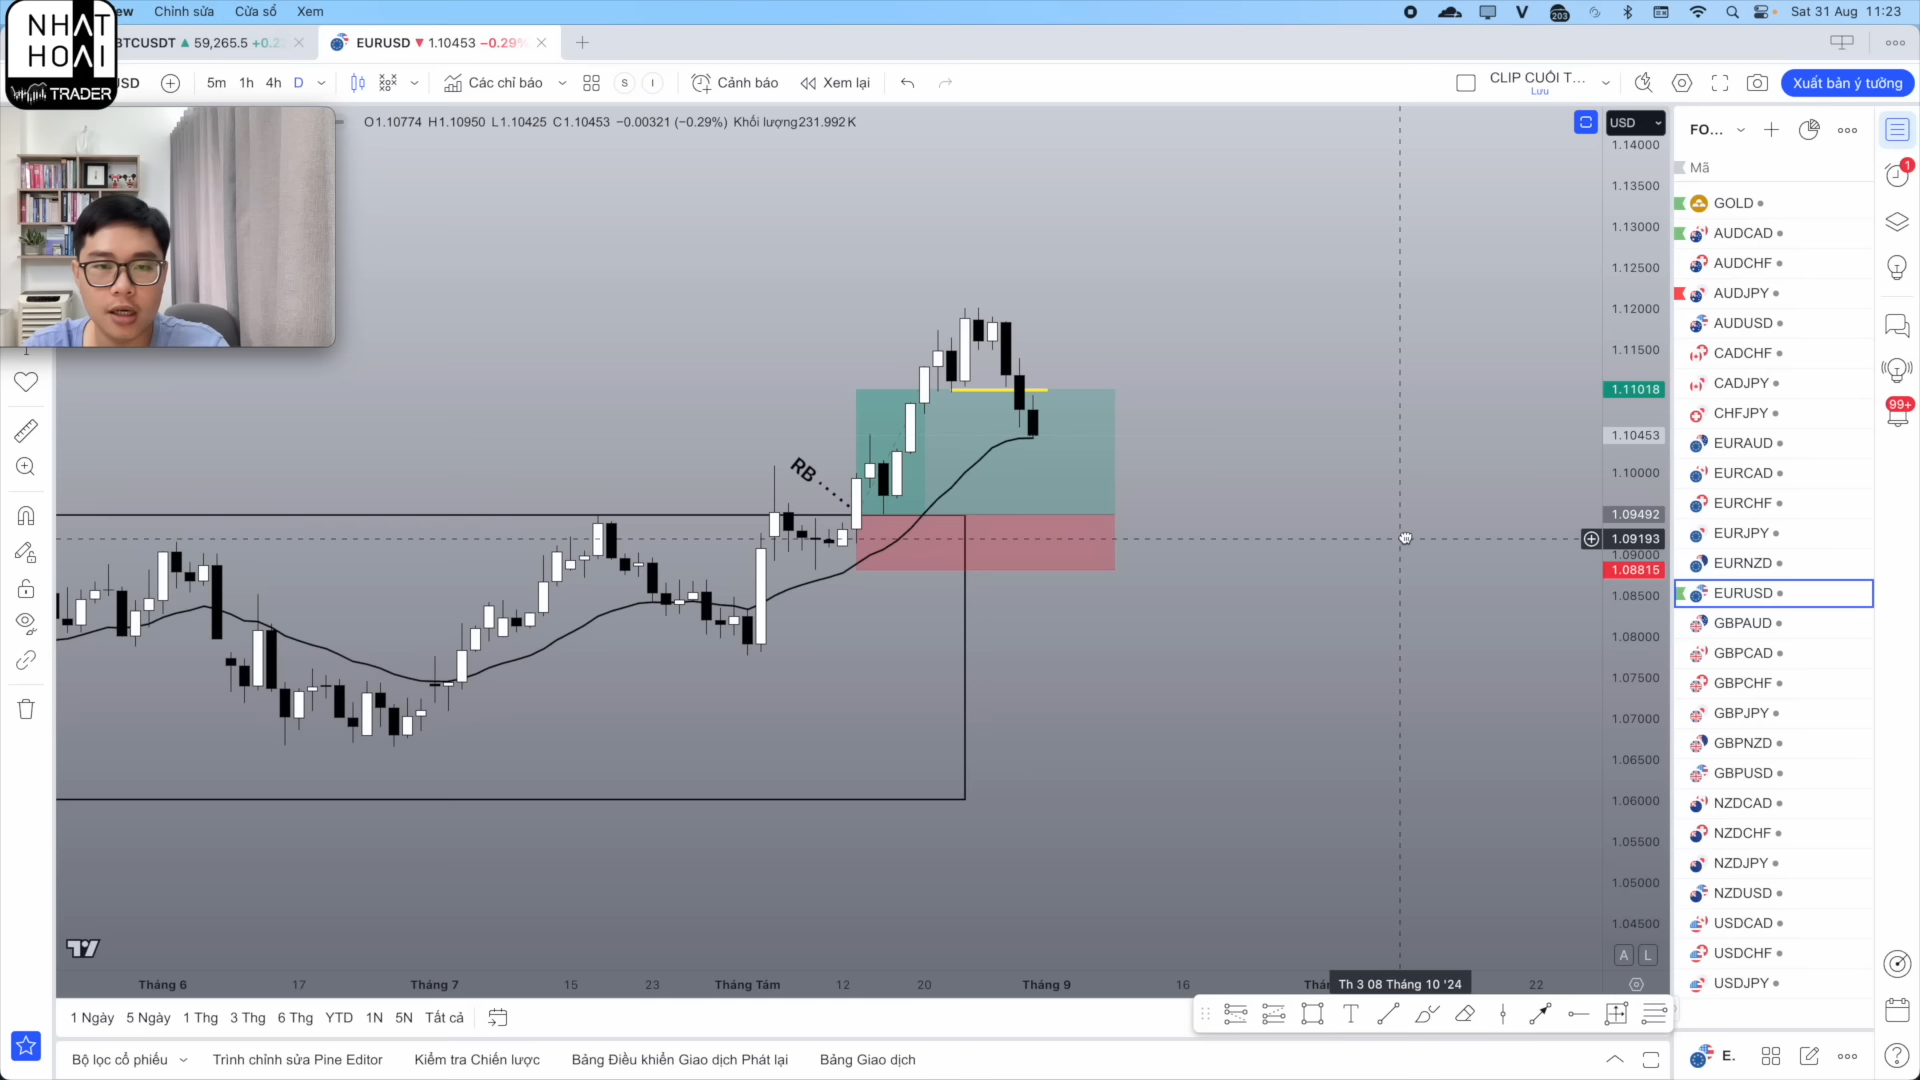 ew Chỉnh sửa Cửa sổ Xem
203
Sat 31 Aug 11:23
NHAT
HOAI
TRADER
BTCUSDT ▲ 59,265.5 +0.2
EURUSD ▼ 1.10453 −0.29%
SD
5m 1h 4h D
Các chỉ báo
S I
Cảnh báo
Xem lại
CLIP CUỐI T...
Lưu
Xuất bản ý tưởng
O1.10774 H1.10950 L1.10425 C1.10453 −0.00321 (−0.29%) Khối lượng231.992 K
USD
FO...
Mã
1
99+
1.14000
1.13500
1.13000
1.12500
1.12000
1.11500
1.11018
1.10453
1.10000
1.09492
1.09193
1.09000
1.08815
1.08500
1.08000
1.07500
1.07000
1.06500
1.06000
1.05500
1.05000
1.04500
A L
RB
GOLD
AUDCAD
AUDCHF
AUDJPY
AUDUSD
CADCHF
CADJPY
CHFJPY
EURAUD
EURCAD
EURCHF
EURJPY
EURNZD
EURUSD
GBPAUD
GBPCAD
GBPCHF
GBPJPY
GBPNZD
GBPUSD
NZDCAD
NZDCHF
NZDJPY
NZDUSD
USDCAD
USDCHF
USDJPY
Tháng 6 17 Tháng 7 15 23 Tháng Tám 12 20 Tháng 9 16 Thár Th 3 08 Tháng 10 '24 22
1 Ngày 5 Ngày 1 Thg 3 Thg 6 Thg YTD 1N 5N Tất cả
Bộ lọc cổ phiếu Trình chỉnh sửa Pine Editor Kiểm tra Chiến lược Bảng Điều khiển Giao dịch Phát lại Bảng Giao dịch
E.